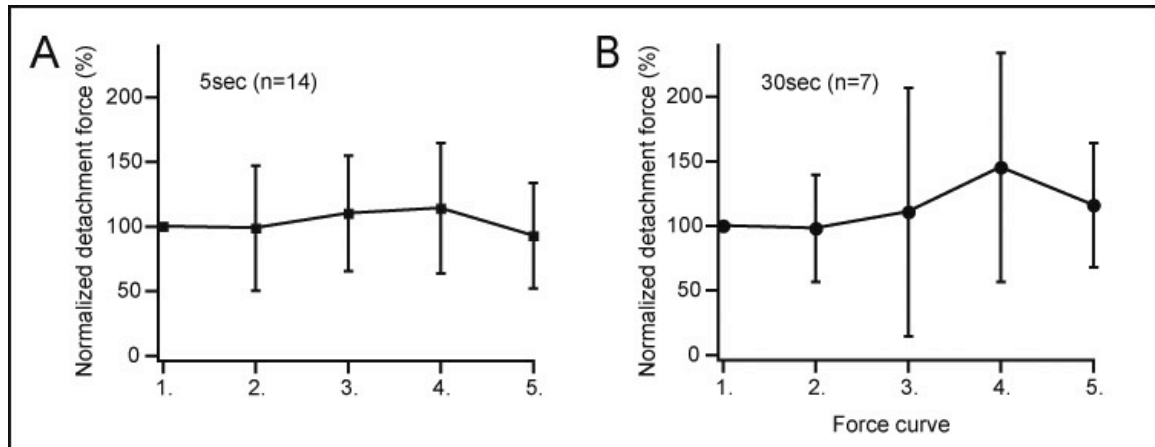 A
Normalized detachment force (%)
5sec (n=14)
200
150
100
50
0
1. 2. 3. 4. 5.
B
Normalized detachment force (%)
30sec (n=7)
200
150
100
50
0
1. 2. 3. 4. 5.
Force curve